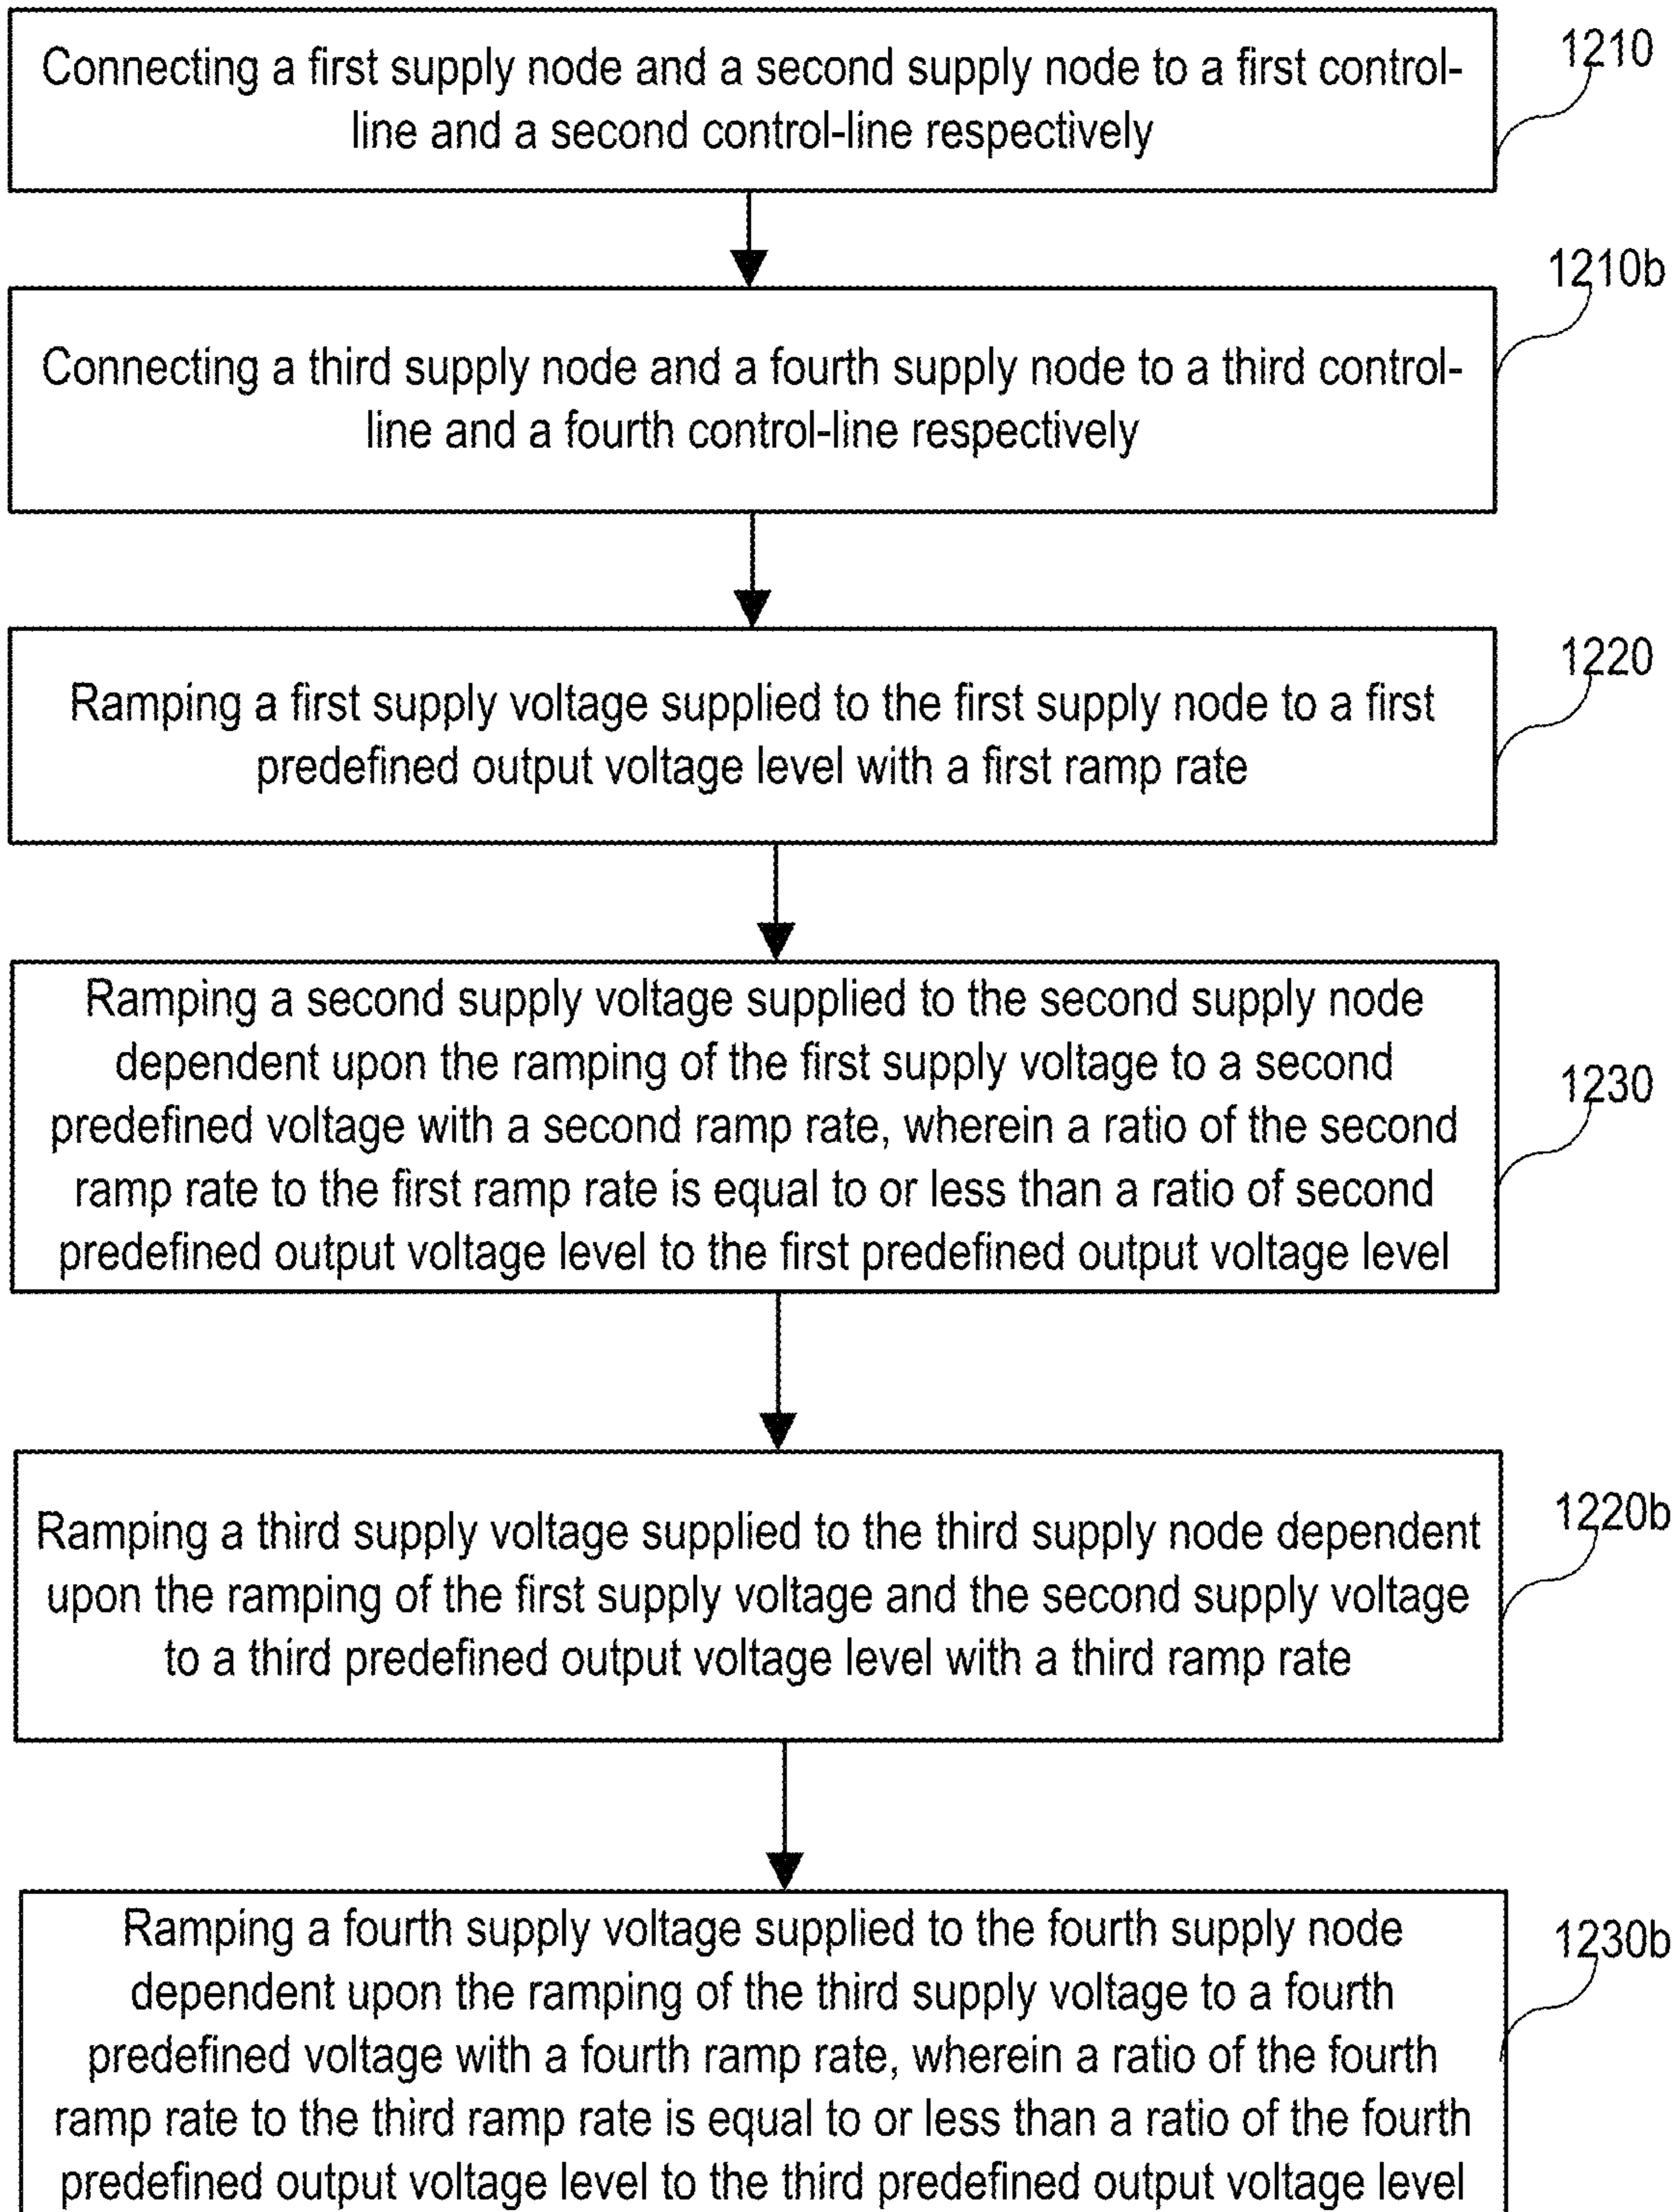 Connecting a first supply node and a second supply node to a first control-
line and a second control-line respectively
1210
Connecting a third supply node and a fourth supply node to a third control-
line and a fourth control-line respectively
1210b
Ramping a first supply voltage supplied to the first supply node to a first
predefined output voltage level with a first ramp rate
1220
Ramping a second supply voltage supplied to the second supply node
dependent upon the ramping of the first supply voltage to a second
predefined voltage with a second ramp rate, wherein a ratio of the second
ramp rate to the first ramp rate is equal to or less than a ratio of second
predefined output voltage level to the first predefined output voltage level
1230
Ramping a third supply voltage supplied to the third supply node dependent
upon the ramping of the first supply voltage and the second supply voltage
to a third predefined output voltage level with a third ramp rate
1220b
Ramping a fourth supply voltage supplied to the fourth supply node
dependent upon the ramping of the third supply voltage to a fourth
predefined voltage with a fourth ramp rate, wherein a ratio of the fourth
ramp rate to the third ramp rate is equal to or less than a ratio of the fourth
predefined output voltage level to the third predefined output voltage level
1230b